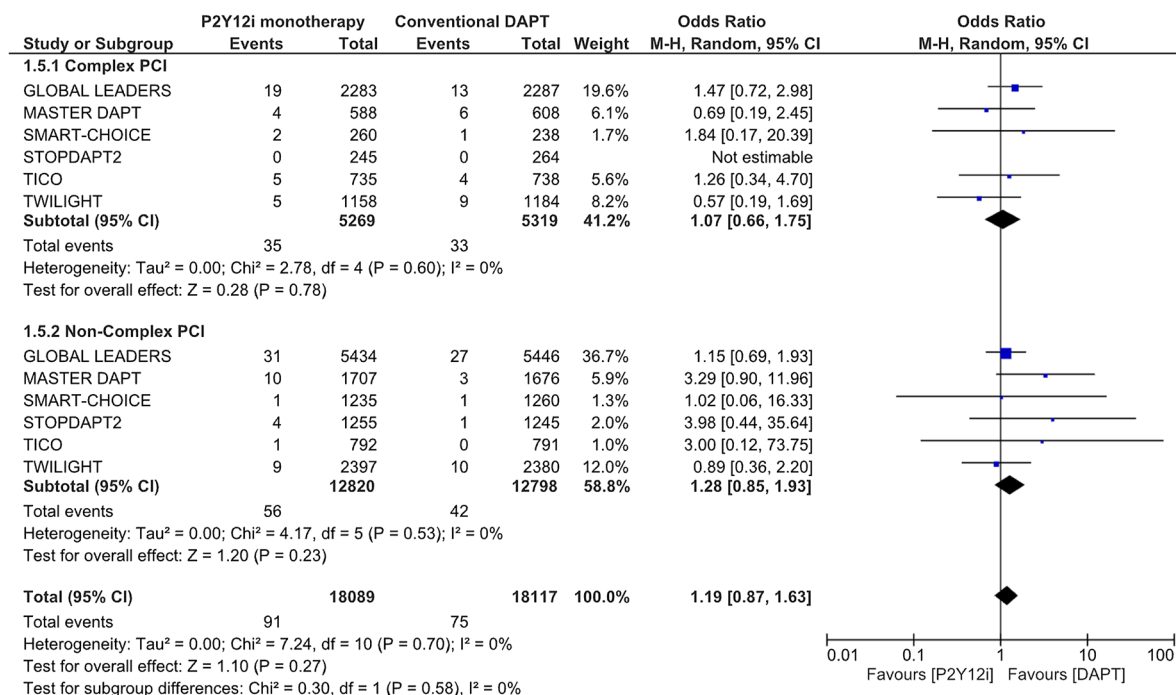 P2Y12i monotherapy Conventional DAPT Odds Ratio Odds Ratio
Study or Subgroup Events Total Events Total Weight M-H, Random, 95% CI M-H, Random, 95% CI
1.5.1 Complex PCI
GLOBAL LEADERS 19 2283 13 2287 19.6% 1.47 [0.72, 2.98]
MASTER DAPT 4 588 6 608 6.1% 0.69 [0.19, 2.45]
SMART-CHOICE 2 260 1 238 1.7% 1.84 [0.17, 20.39]
STOPDAPT2 0 245 0 264 Not estimable
TICO 5 735 4 738 5.6% 1.26 [0.34, 4.70]
TWILIGHT 5 1158 9 1184 8.2% 0.57 [0.19, 1.69]
Subtotal (95% CI) 5269 5319 41.2% 1.07 [0.66, 1.75]
Total events 35 33
Heterogeneity: Tau² = 0.00; Chi² = 2.78, df = 4 (P = 0.60); I² = 0%
Test for overall effect: Z = 0.28 (P = 0.78)
1.5.2 Non-Complex PCI
GLOBAL LEADERS 31 5434 27 5446 36.7% 1.15 [0.69, 1.93]
MASTER DAPT 10 1707 3 1676 5.9% 3.29 [0.90, 11.96]
SMART-CHOICE 1 1235 1 1260 1.3% 1.02 [0.06, 16.33]
STOPDAPT2 4 1255 1 1245 2.0% 3.98 [0.44, 35.64]
TICO 1 792 0 791 1.0% 3.00 [0.12, 73.75]
TWILIGHT 9 2397 10 2380 12.0% 0.89 [0.36, 2.20]
Subtotal (95% CI) 12820 12798 58.8% 1.28 [0.85, 1.93]
Total events 56 42
Heterogeneity: Tau² = 0.00; Chi² = 4.17, df = 5 (P = 0.53); I² = 0%
Test for overall effect: Z = 1.20 (P = 0.23)
Total (95% CI) 18089 18117 100.0% 1.19 [0.87, 1.63]
Total events 91 75
Heterogeneity: Tau² = 0.00; Chi² = 7.24, df = 10 (P = 0.70); I² = 0%
Test for overall effect: Z = 1.10 (P = 0.27)
Test for subgroup differences: Chi² = 0.30, df = 1 (P = 0.58), I² = 0%
0.01 0.1 1 10 100
Favours [P2Y12i] Favours [DAPT]